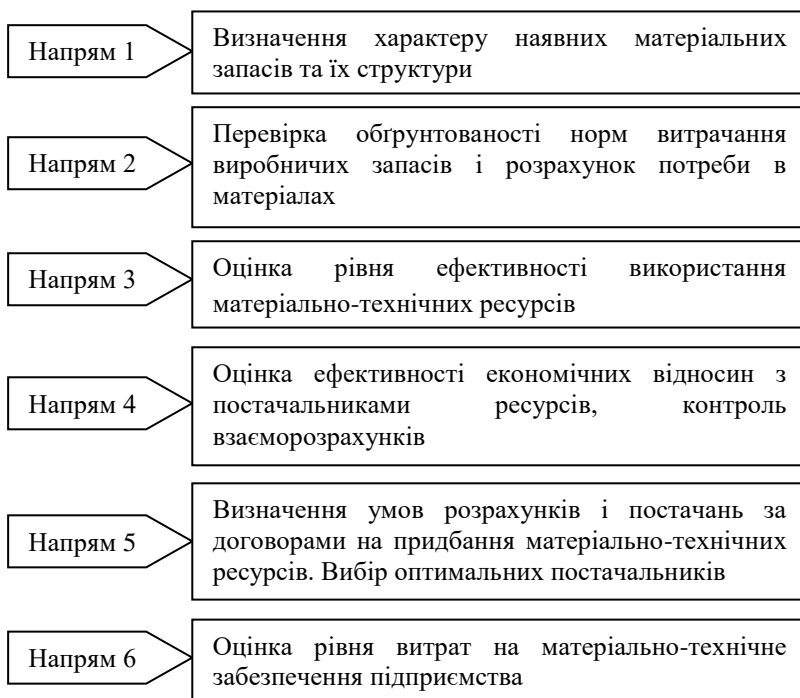 Напрям 1
Визначення характеру наявних матеріальних
запасів та їх структури
Напрям 2
Перевірка обґрунтованості норм витрачання
виробничих запасів і розрахунок потреби в
матеріалах
Напрям 3
Оцінка рівня ефективності використання
матеріально-технічних ресурсів
Напрям 4
Оцінка ефективності економічних відносин з
постачальниками ресурсів, контроль
взаєморозрахунків
Напрям 5
Визначення умов розрахунків і постачань за
договорами на придбання матеріально-технічних
ресурсів. Вибір оптимальних постачальників
Напрям 6
Оцінка рівня витрат на матеріально-технічне
забезпечення підприємства